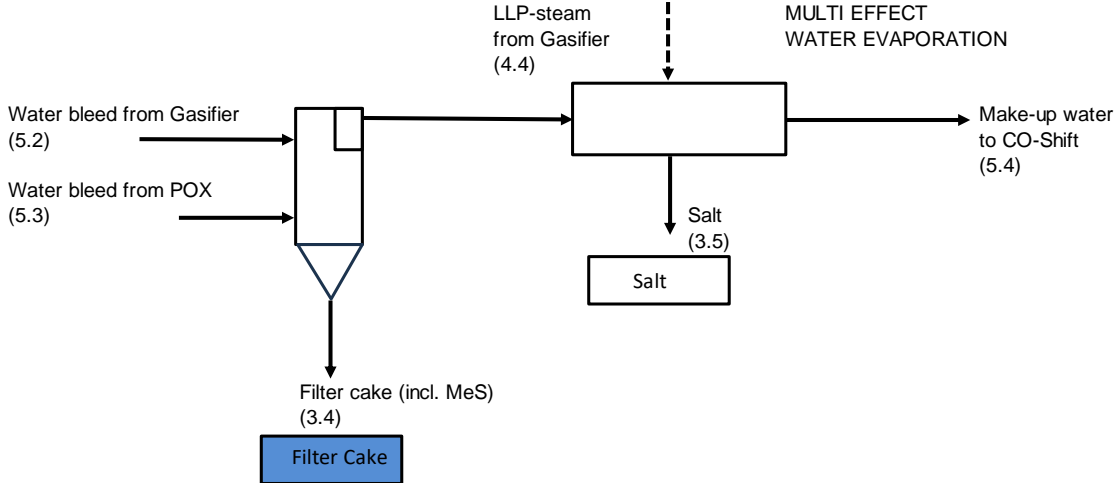 LLP-steam
from Gasifier
(4.4)
MULTI EFFECT
WATER EVAPORATION
Water bleed from Gasifier
(5.2)
Make-up water
to CO-Shift
(5.4)
Water bleed from POX
(5.3)
Salt
(3.5)
Salt
Filter cake (incl. MeS)
(3.4)
Filter Cake